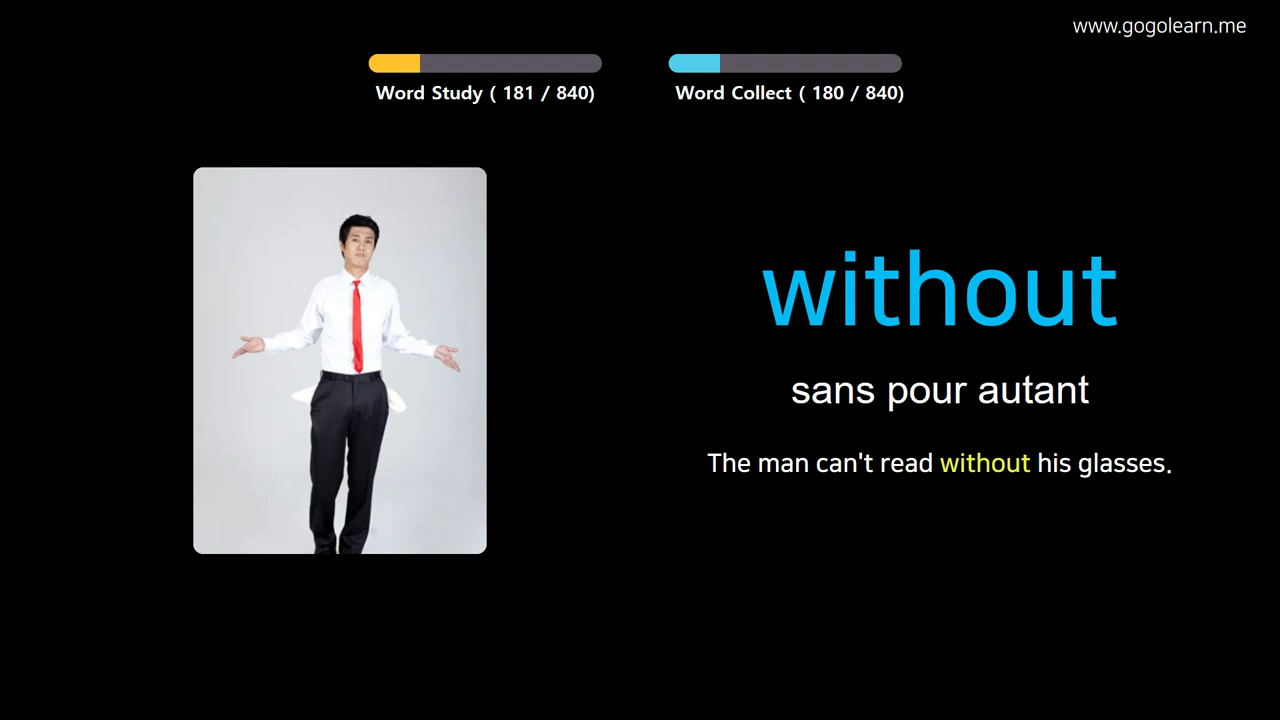 www.gogolearn.me
Word Study ( 181 / 840)
Word Collect ( 180 / 840)
without
sans pour autant
The man can't read without his glasses.